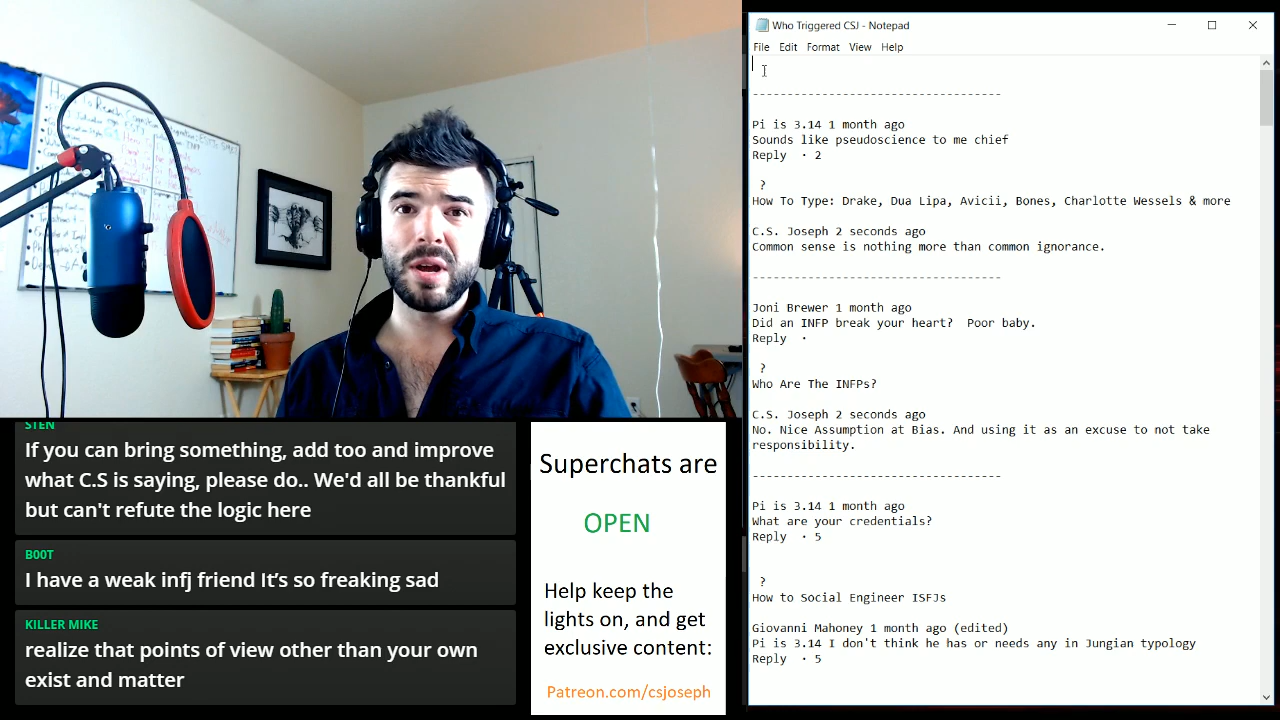 Who Triggered CSJ - Notepad
File Edit Format View Help
---------------------------------
Pi is 3.14 1 month ago
Sounds like pseudoscience to me chief
Reply · 2
?
How To Type: Drake, Dua Lipa, Avicii, Bones, Charlotte Wessels & more
C.S. Joseph 2 seconds ago
Common sense is nothing more than common ignorance.
---------------------------------
Joni Brewer 1 month ago
Did an INFP break your heart?  Poor baby.
Reply ·
?
Who Are The INFPs?
C.S. Joseph 2 seconds ago
No. Nice Assumption at Bias. And using it as an excuse to not take
responsibility.
---------------------------------
Pi is 3.14 1 month ago
What are your credentials?
Reply · 5
?
How to Social Engineer ISFJs
Giovanni Mahoney 1 month ago (edited)
Pi is 3.14 I don't think he has or needs any in Jungian typology
Reply · 5
STEN
If you can bring something, add too and improve
what C.S is saying, please do.. We'd all be thankful
but can't refute the logic here
B00T
I have a weak infj friend It's so freaking sad
KILLER MIKE
realize that points of view other than your own
exist and matter
Superchats are
OPEN
Help keep the
lights on, and get
exclusive content:
Patreon.com/csjoseph